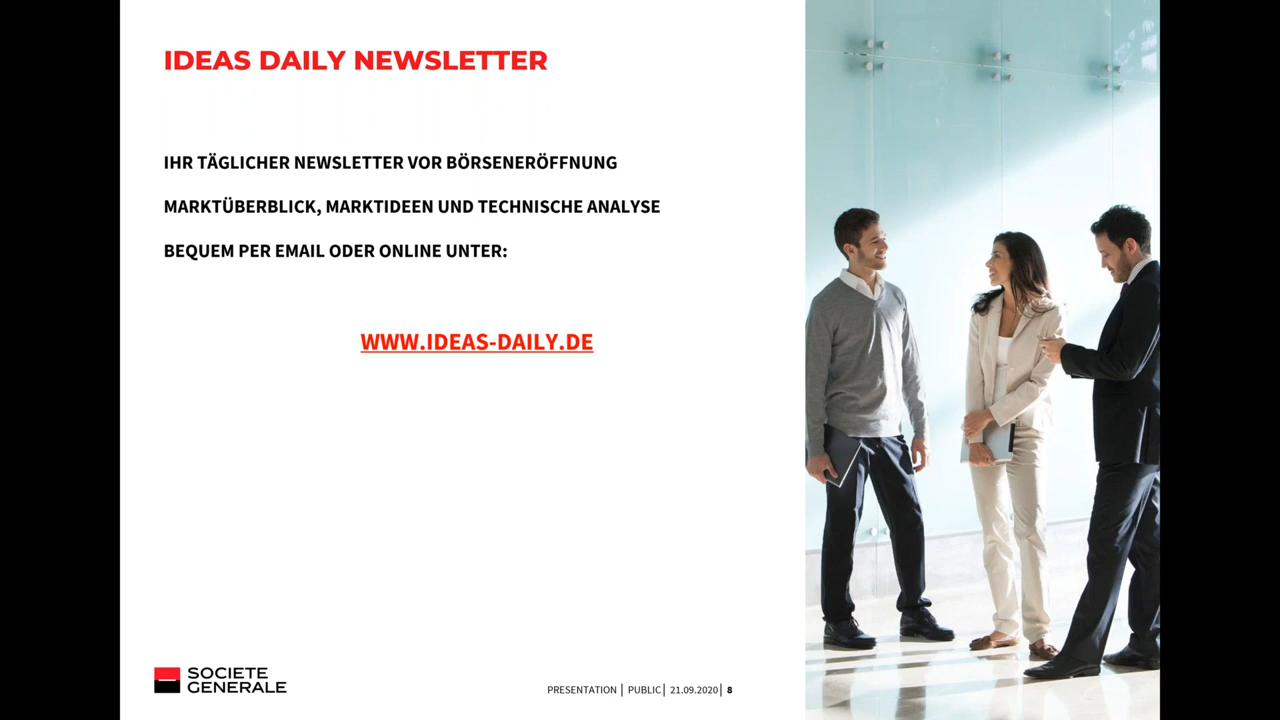 IDEAS DAILY NEWSLETTER
IHR TÄGLICHER NEWSLETTER VOR BÖRSENERÖFFNUNG
MARKTÜBERBLICK, MARKTIDEEN UND TECHNISCHE ANALYSE
BEQUEM PER EMAIL ODER ONLINE UNTER:
WWW.IDEAS-DAILY.DE
SOCIETE
GENERALE
PRESENTATION | PUBLIC | 21.09.2020 | 8